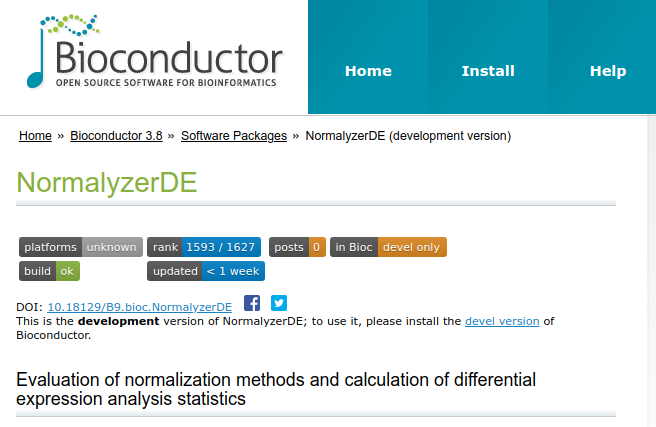 Bioconductor
OPEN SOURCE SOFTWARE FOR BIOINFORMATICS
Home Install Help
Home » Bioconductor 3.8 » Software Packages » NormalyzerDE (development version)
NormalyzerDE
platforms unknown rank 1593 / 1627 posts 0 in Bioc devel only
build ok updated < 1 week
DOI: 10.18129/B9.bioc.NormalyzerDE
This is the development version of NormalyzerDE; to use it, please install the devel version of
Bioconductor.
Evaluation of normalization methods and calculation of differential
expression analysis statistics